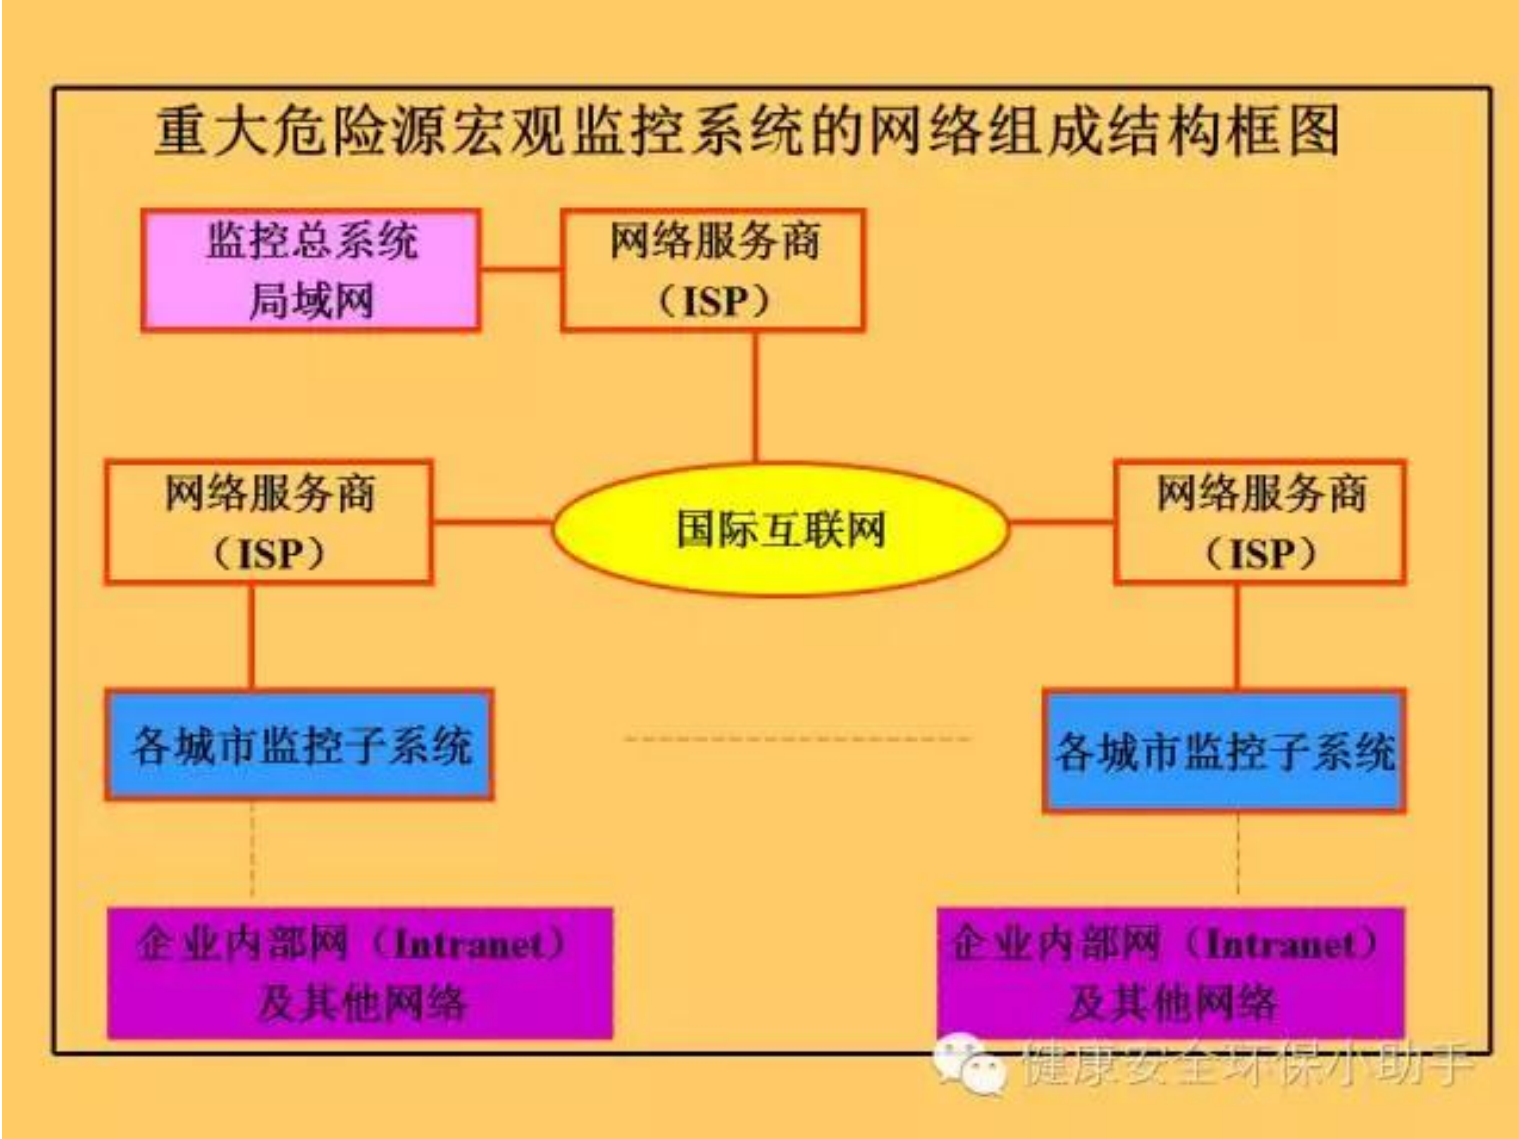 重大危险源宏观监控系统的网络组成结构框图
监控总系统
局域网
网络服务商
（ISP）
网络服务商
（ISP）
国际互联网
网络服务商
（ISP）
各城市监控子系统
各城市监控子系统
企业内部网（Intranet）
及其他网络
企业内部网（Intranet）
及其他网络
健康安全环保小助手